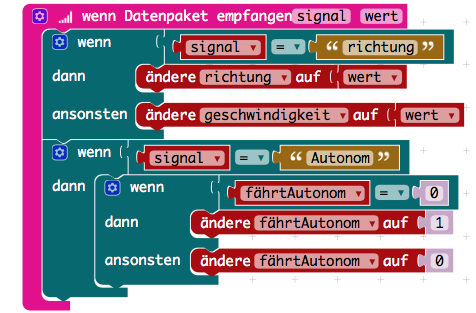 wenn Datenpaket empfangen signal wert
wenn signal = “ richtung ”
dann ändere richtung auf wert
ansonsten ändere geschwindigkeit auf wert
wenn signal = “ Autonom ”
dann wenn fährtAutonom = 0
dann ändere fährtAutonom auf 1
ansonsten ändere fährtAutonom auf 0